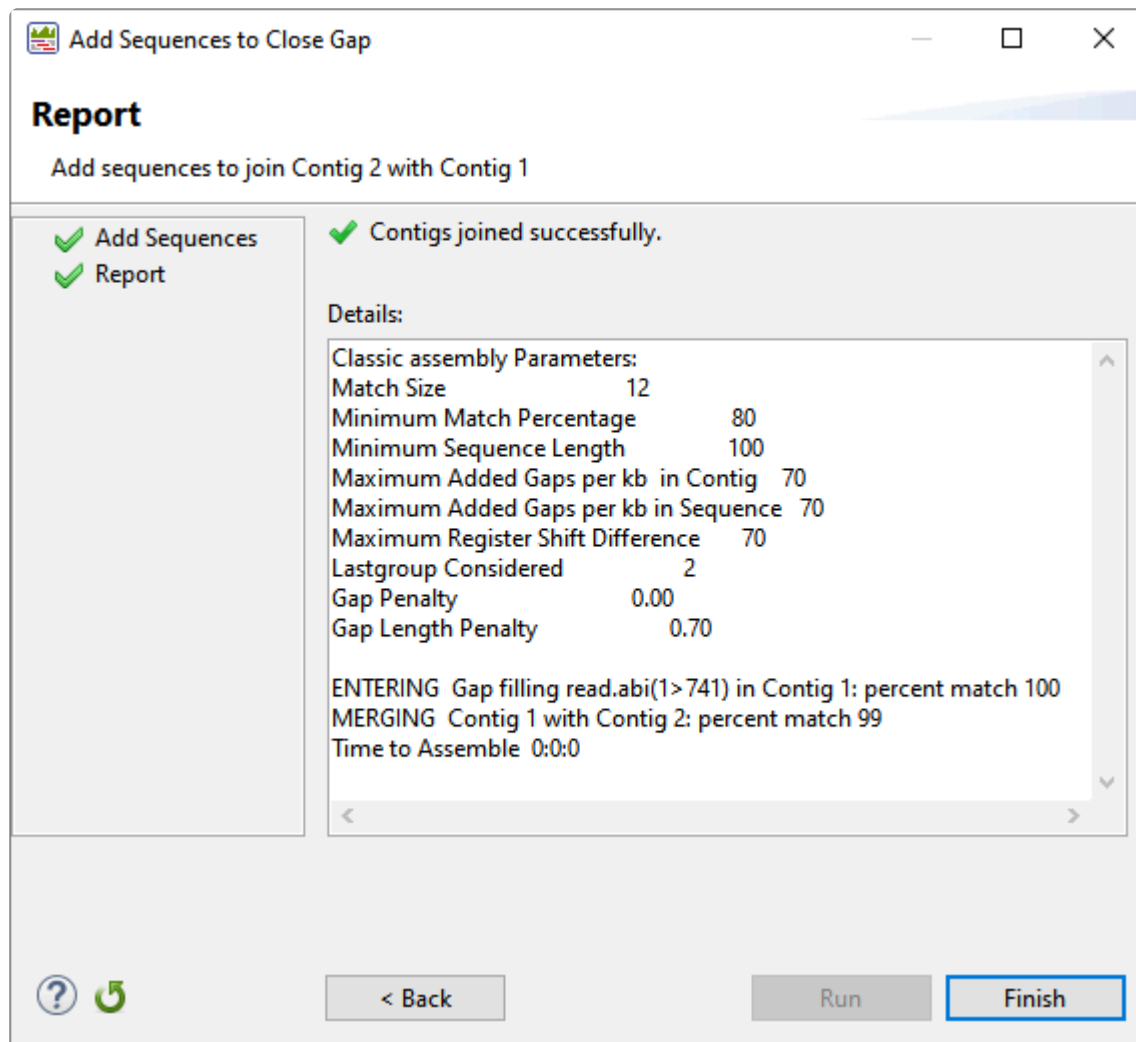 Add Sequences to Close Gap
Report
Add sequences to join Contig 2 with Contig 1
Add Sequences
Report
Contigs joined successfully.
Details:
Classic assembly Parameters:
Match Size 12
Minimum Match Percentage 80
Minimum Sequence Length 100
Maximum Added Gaps per kb  in Contig 70
Maximum Added Gaps per kb in Sequence 70
Maximum Register Shift Difference 70
Lastgroup Considered 2
Gap Penalty 0.00
Gap Length Penalty 0.70
ENTERING  Gap filling read.abi(1>741) in Contig 1: percent match 100
MERGING  Contig 1 with Contig 2: percent match 99
Time to Assemble  0:0:0
< Back
Run
Finish